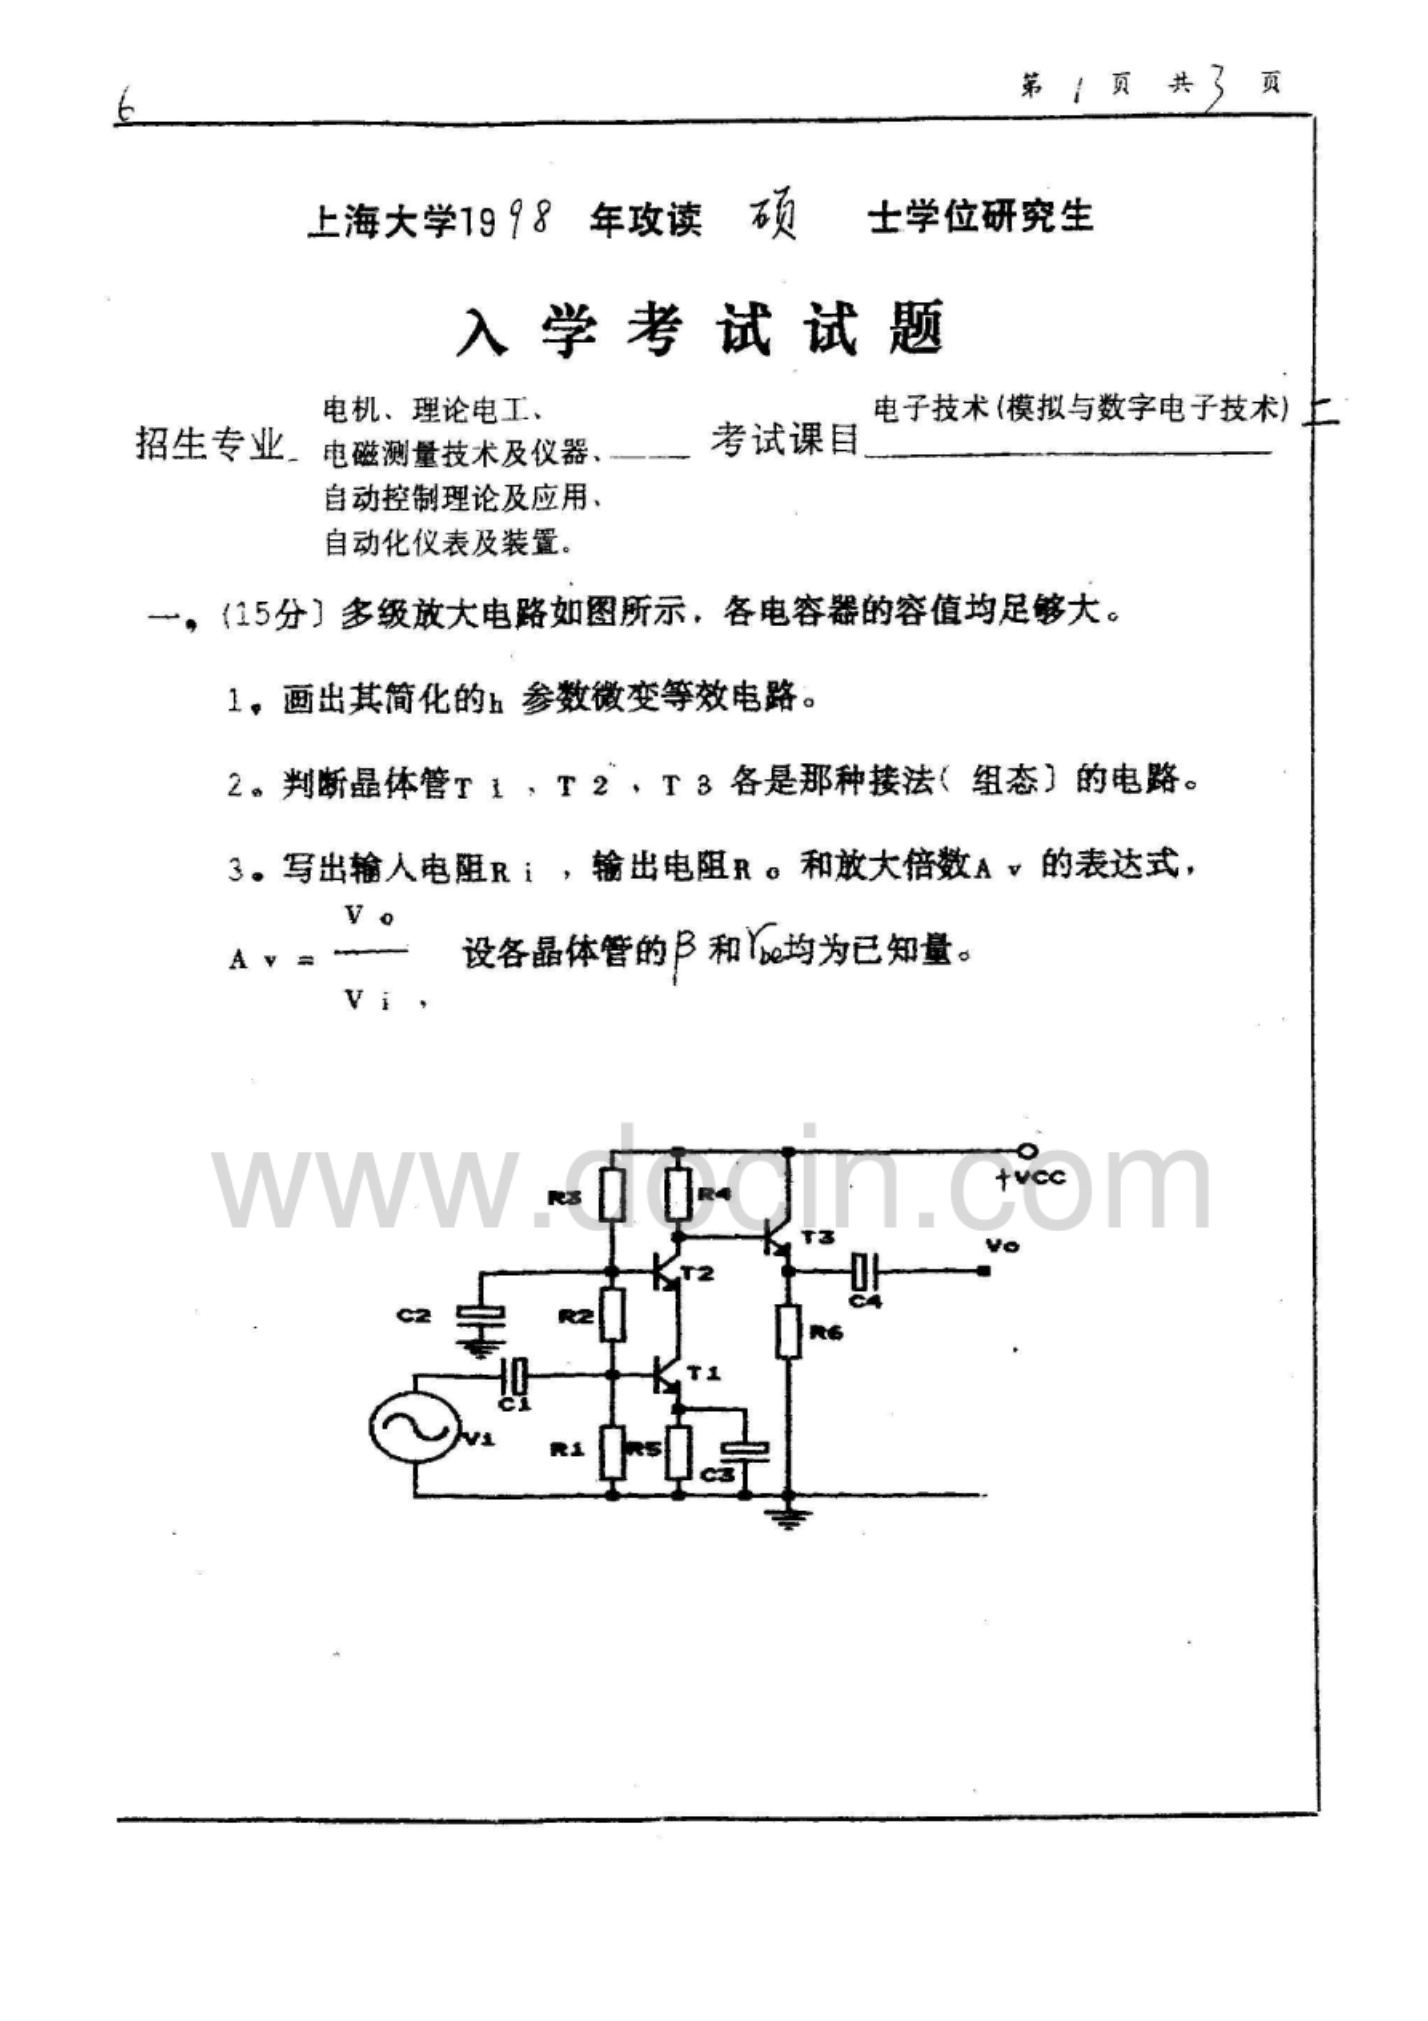 6
第 1 页 共 3 页
上海大学1998 年攻读 硕 士学位研究生
入学考试试题
招生专业 电机、理论电工、
电磁测量技术及仪器、
自动控制理论及应用、
自动化仪表及装置。
考试课目 电子技术(模拟与数字电子技术)二
一。(15分)多级放大电路如图所示,各电容器的容值均足够大。
1。画出其简化的h 参数微变等效电路。
2。判断晶体管T1、T2、T3各是那种接法(组态)的电路。
3。写出输入电阻Ri,输出电阻Ro和放大倍数Av的表达式,
Vo
Av= 设各晶体管的β和rbe均为已知量。
Vi,
www.docin.com
+VCC
R3
R4
T3
Vo
T2
C4
C2
R2
R6
T1
C1
Vi
R1
R5
C3